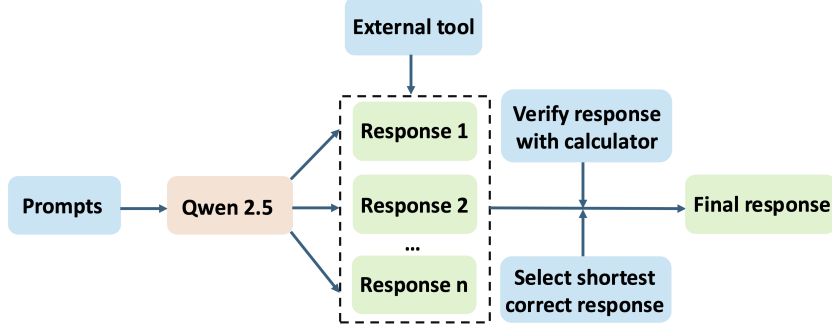 External tool
Response 1
Verify response
with calculator
Prompts
Qwen 2.5
Response 2
Final response
...
Response n
Select shortest
correct response